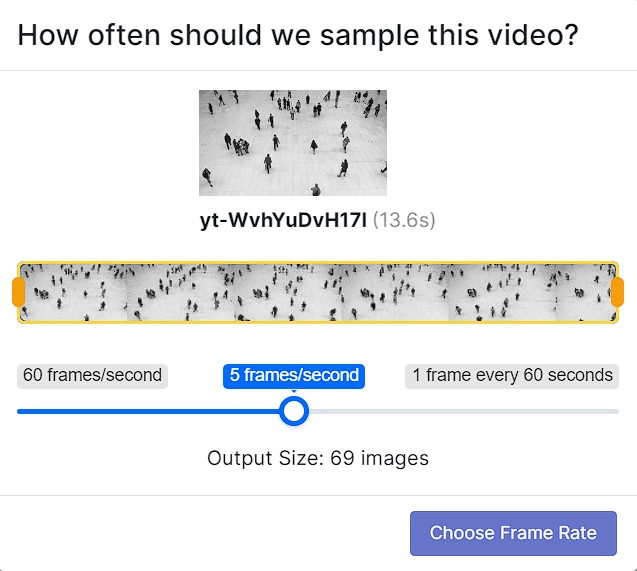 How often should we sample this video?
yt-WvhYuDvH17I (13.6s)
60 frames/second
5 frames/second
1 frame every 60 seconds
Output Size: 69 images
Choose Frame Rate